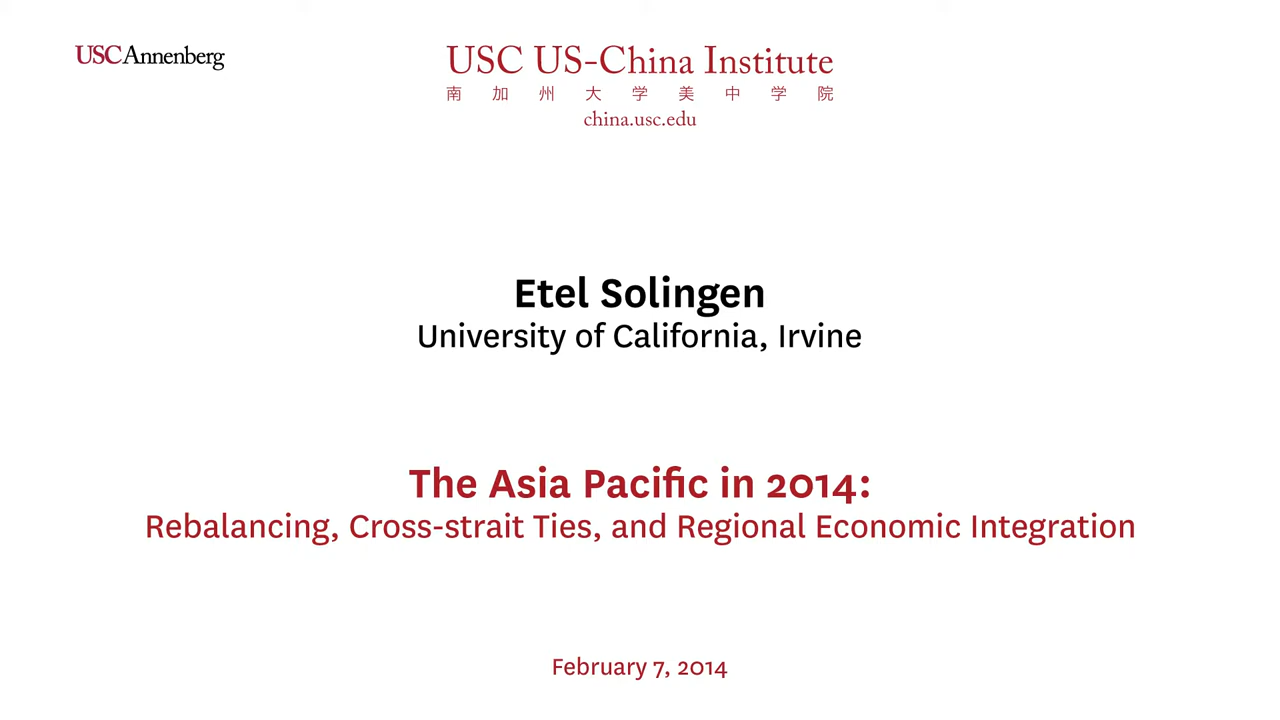 USC Annenberg
USC US-China Institute
南加州大学美中学院
china.usc.edu
Etel Solingen
University of California, Irvine
The Asia Pacific in 2014:
Rebalancing, Cross-strait Ties, and Regional Economic Integration
February 7, 2014